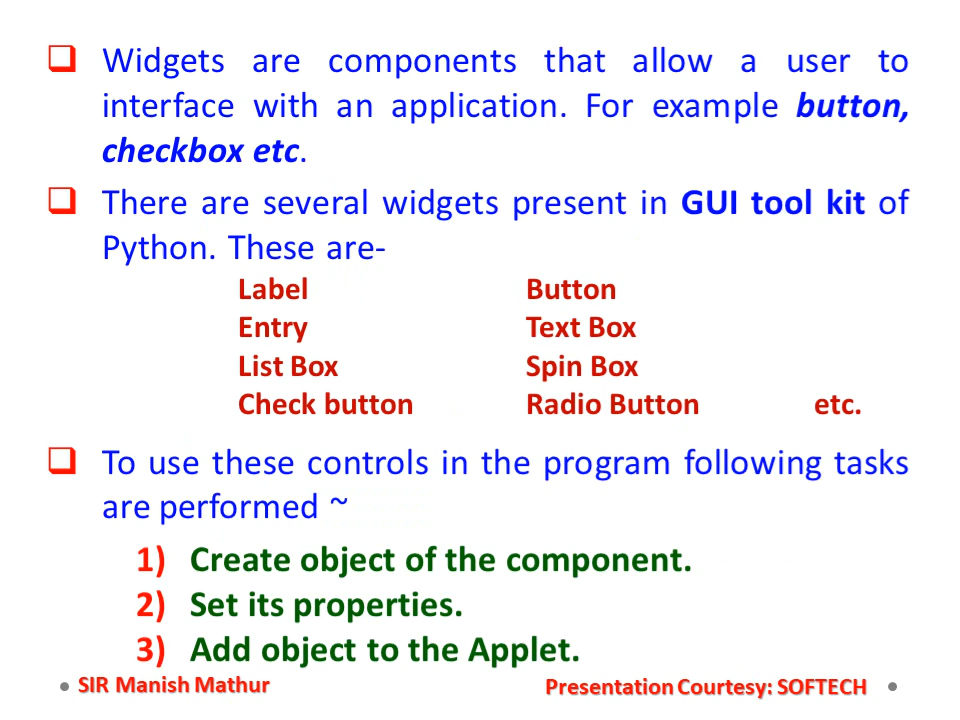 Widgets are components that allow a user to
interface with an application. For example button,
checkbox etc.
There are several widgets present in GUI tool kit of
Python. These are-
Label Button
Entry Text Box
List Box Spin Box
Check button Radio Button etc.
To use these controls in the program following tasks
are performed ~
1) Create object of the component.
2) Set its properties.
3) Add object to the Applet.
SIR Manish Mathur Presentation Courtesy: SOFTECH